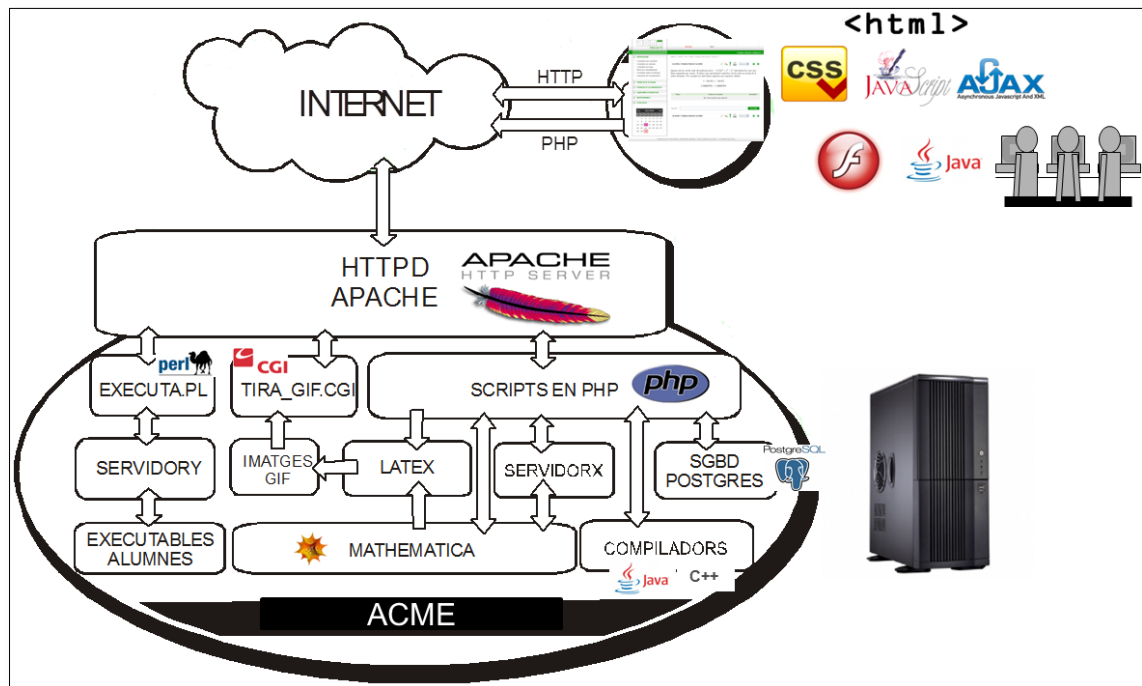 <html>
HTTP
INTERNET
PHP
CSS
JAVA
Script
AJAX
Asynchronous Javascript And XML
Java
HTTPD
APACHE
APACHE
HTTP SERVER
perl
EXECUTA.PL
CGI
TIRA_GIF.CGI
SCRIPTS EN PHP
php
SERVIDORY
IMATGES
GIF
LATEX
SERVIDORX
SGBD
POSTGRES
PostgreSQL
EXECUTABLES
ALUMNES
MATHEMATICA
COMPILADORS
Java
C++
ACME